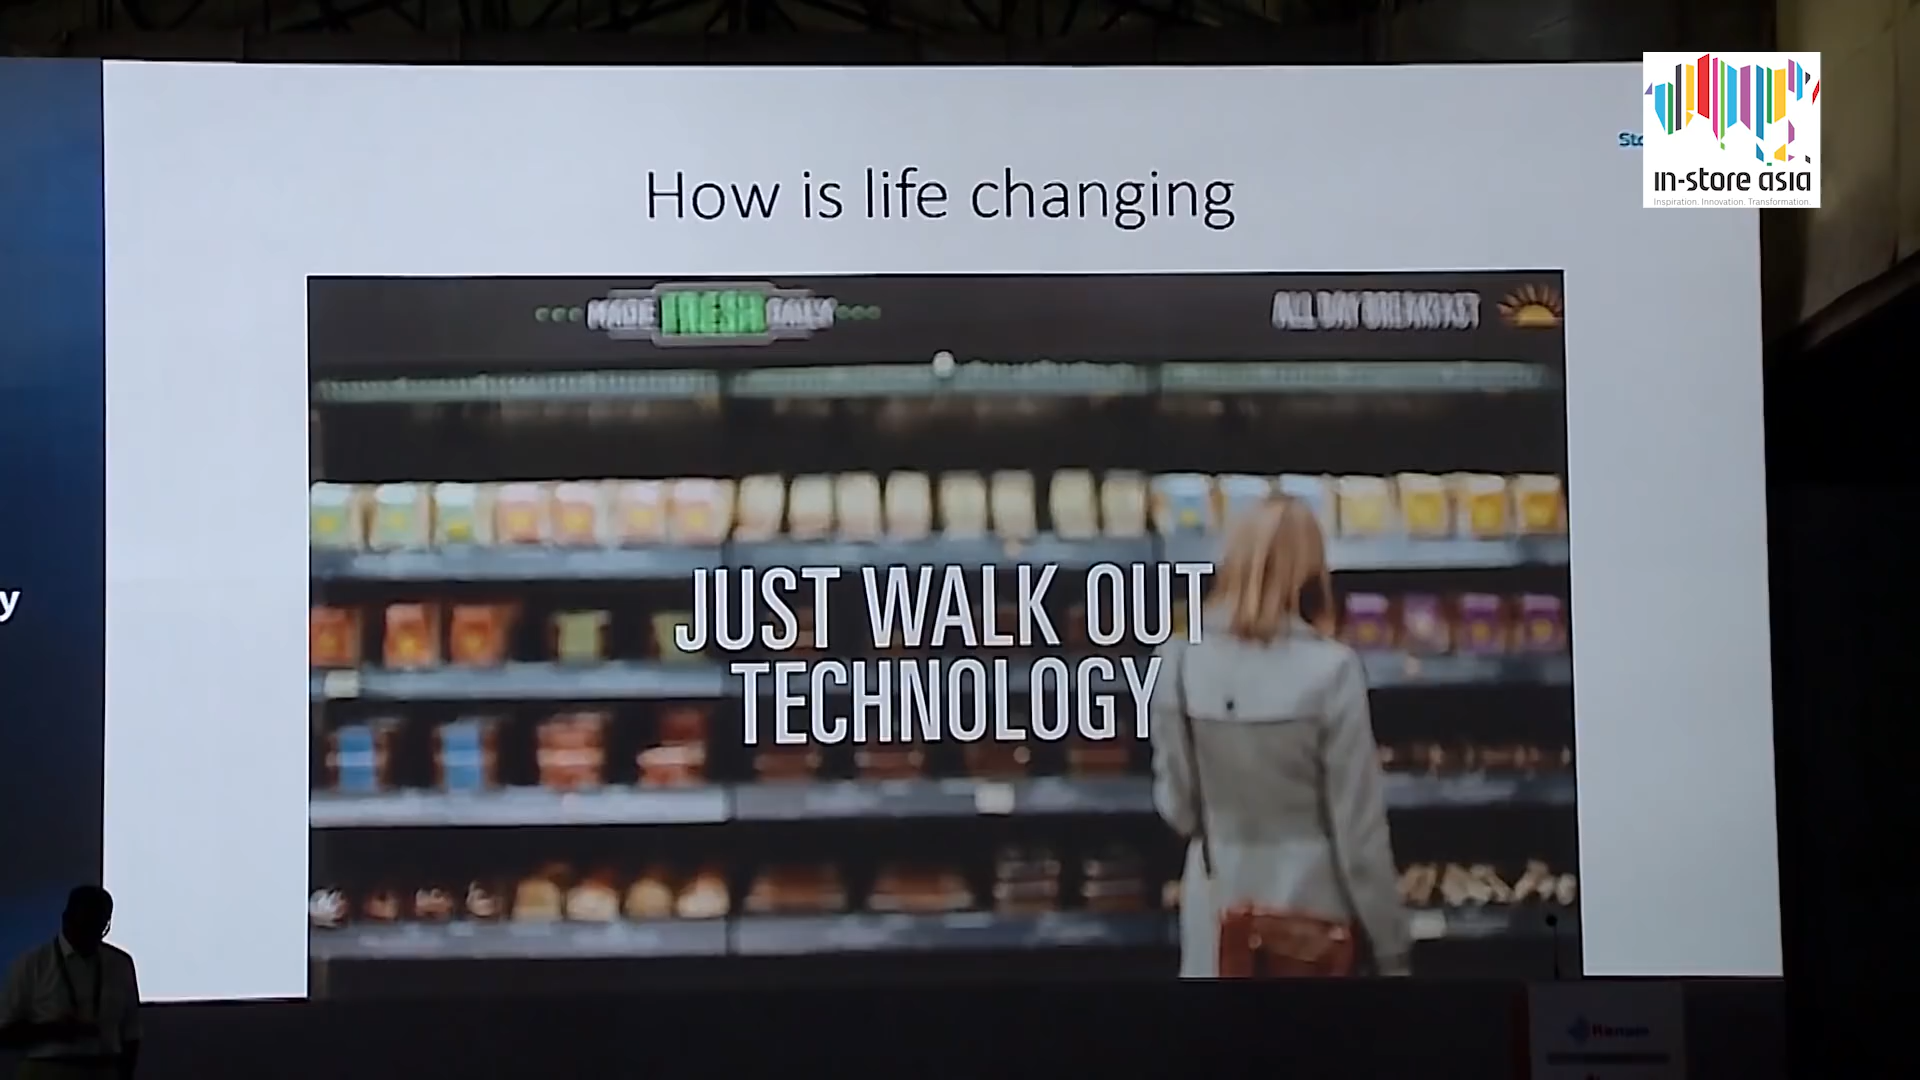 Sto
in-store asia
Inspiration. Innovation. Transformation.
How is life changing
MADE FRESH DAILY
ALL DAY BREAKFAST
y
JUST WALK OUT
TECHNOLOGY